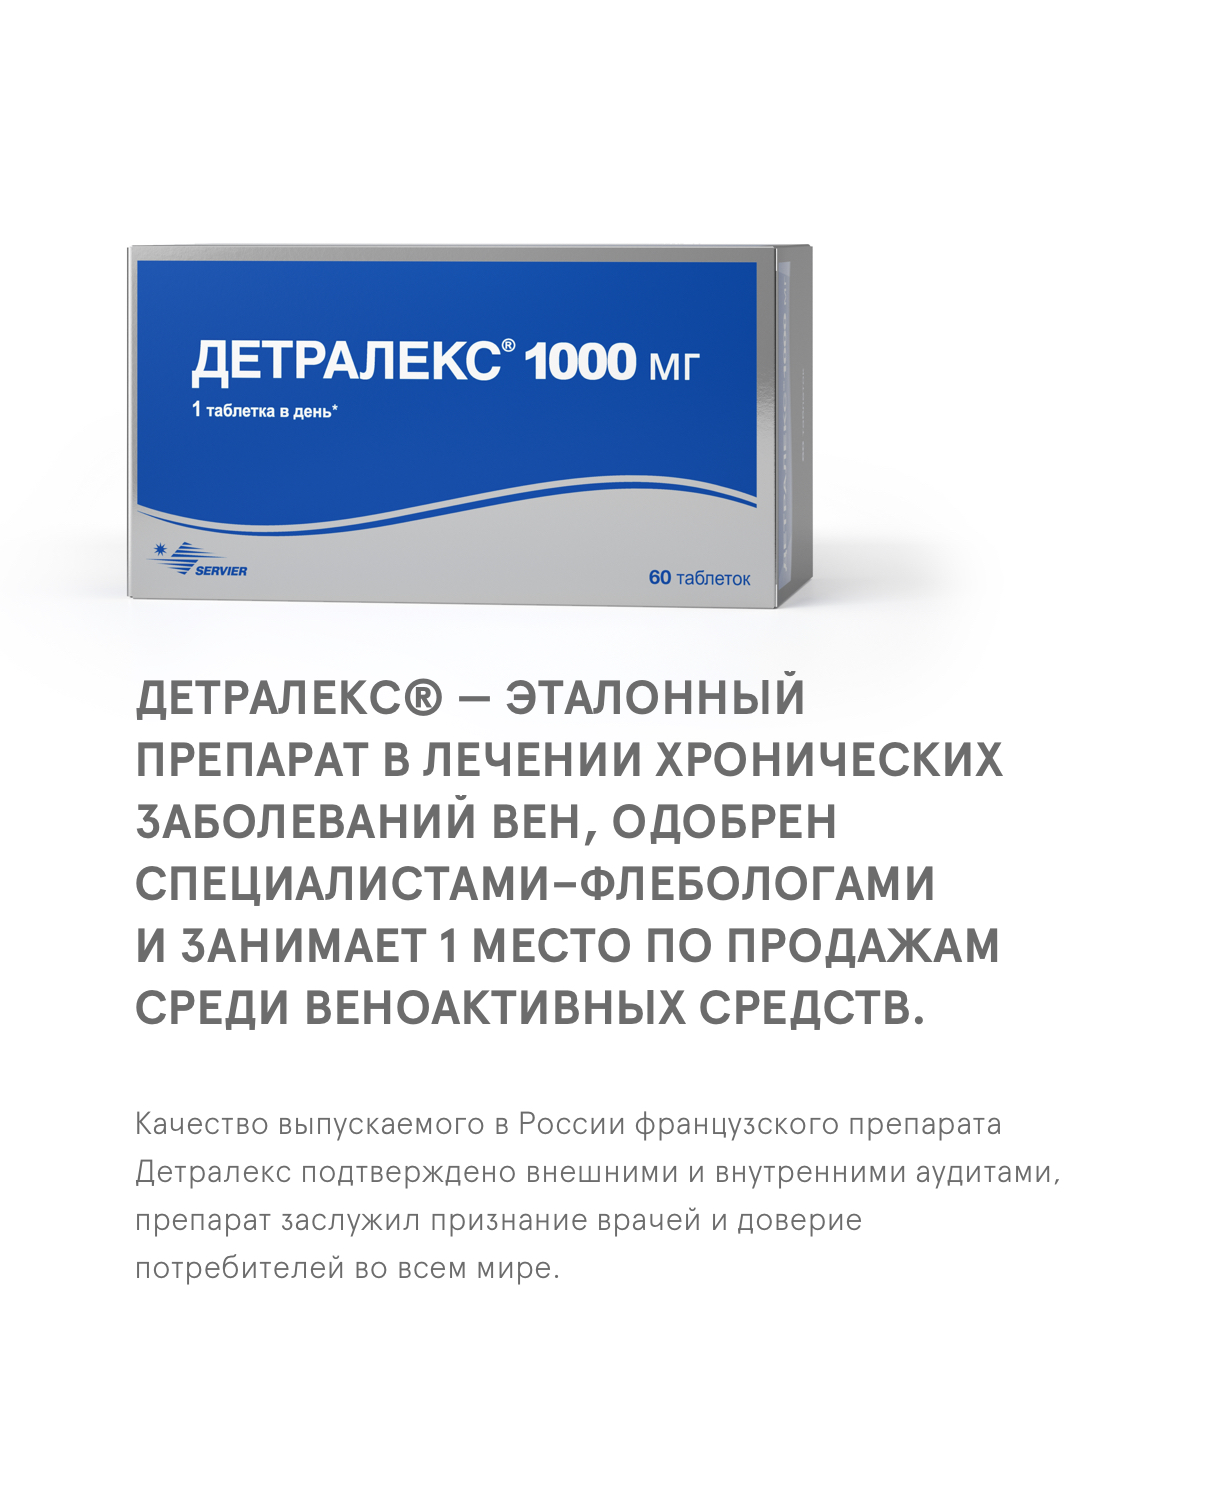 ДЕТРАЛЕКС® 1000 мг
1 таблетка в день*
SERVIER
60 таблеток
ДЕТРАЛЕКС® — ЭТАЛОННЫЙ
ПРЕПАРАТ В ЛЕЧЕНИИ ХРОНИЧЕСКИХ
ЗАБОЛЕВАНИЙ ВЕН, ОДОБРЕН
СПЕЦИАЛИСТАМИ–ФЛЕБОЛОГАМИ
И ЗАНИМАЕТ 1 МЕСТО ПО ПРОДАЖАМ
СРЕДИ ВЕНОАКТИВНЫХ СРЕДСТВ.
Качество выпускаемого в России французского препарата
Детралекс подтверждено внешними и внутренними аудитами,
препарат заслужил признание врачей и доверие
потребителей во всем мире.